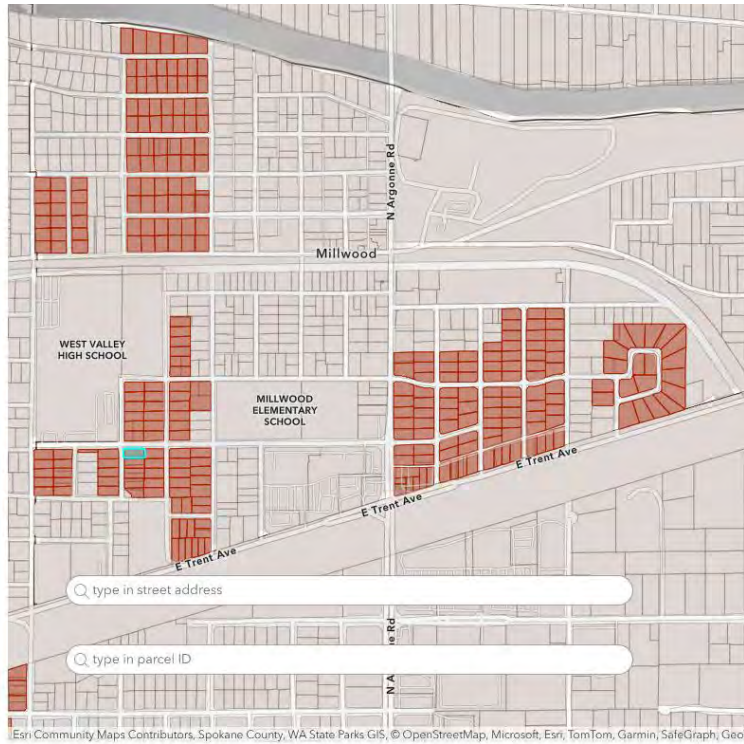 N Argonne Rd
Millwood
WEST VALLEY
HIGH SCHOOL
MILLWOOD
ELEMENTARY
SCHOOL
E Trent Ave
E Trent Ave
E Trent Ave
type in street address
type in parcel ID
Esri Community Maps Contributors, Spokane County, WA State Parks GIS, © OpenStreetMap, Microsoft, Esri, TomTom, Garmin, SafeGraph, Geo